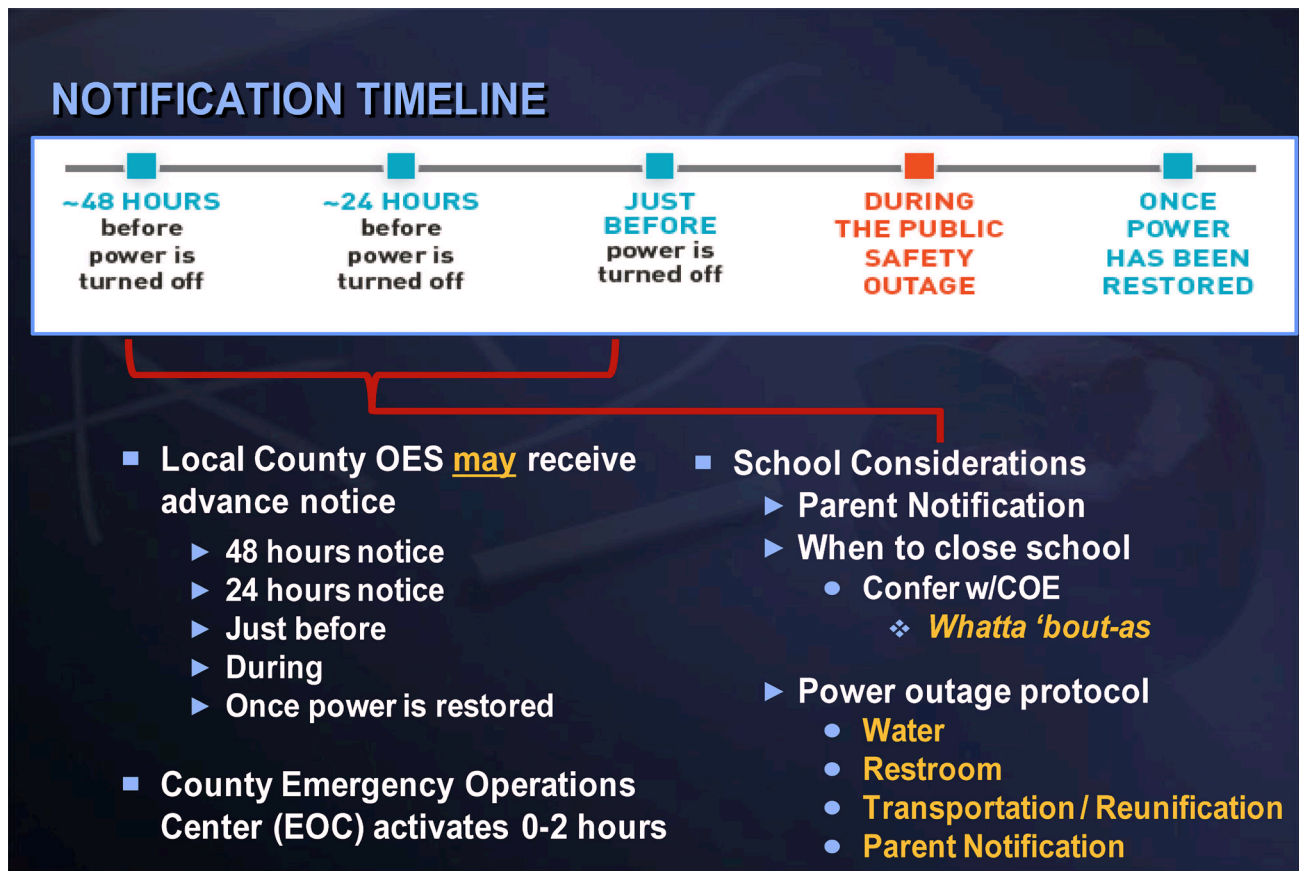 NOTIFICATION TIMELINE
~48 HOURS
before
power is
turned off
~24 HOURS
before
power is
turned off
JUST
BEFORE
power is
turned off
DURING
THE PUBLIC
SAFETY
OUTAGE
ONCE
POWER
HAS BEEN
RESTORED
Local County OES may receive
advance notice
48 hours notice
24 hours notice
Just before
During
Once power is restored
County Emergency Operations
Center (EOC) activates 0-2 hours
School Considerations
Parent Notification
When to close school
Confer w/COE
Whatta ‘bout-as
Power outage protocol
Water
Restroom
Transportation / Reunification
Parent Notification